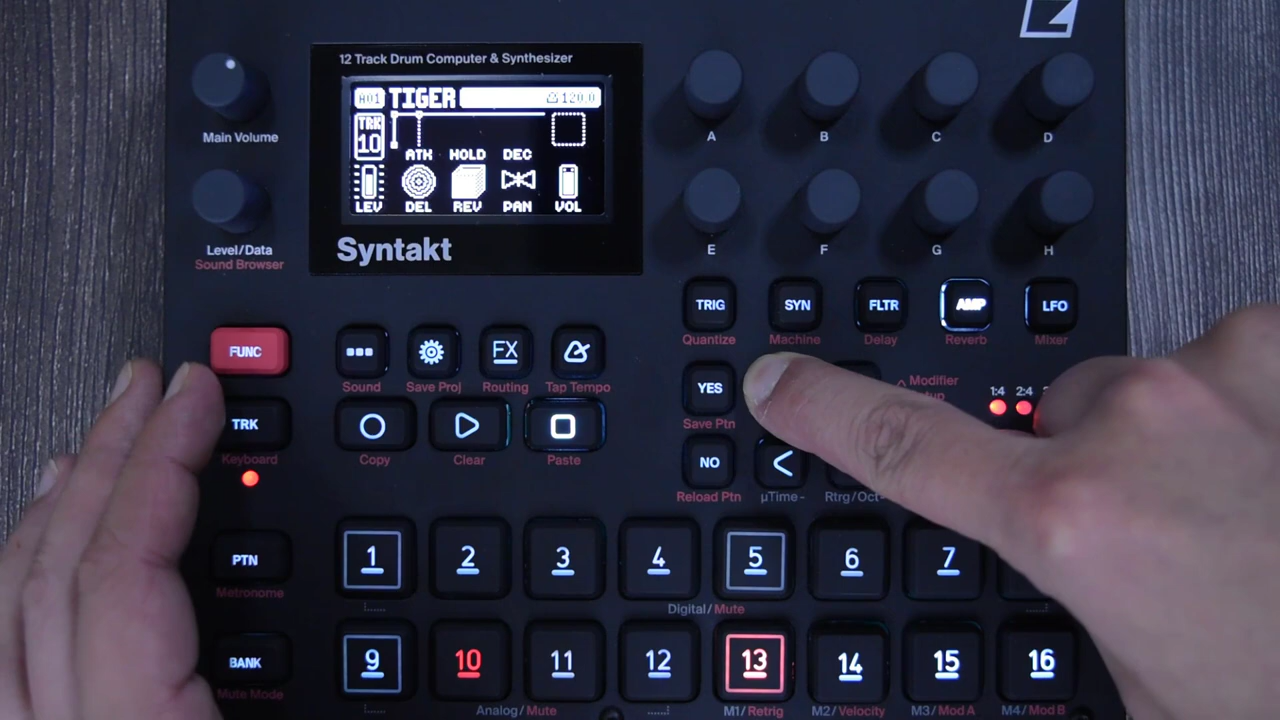 12 Track Drum Computer & Synthesizer
A01 TIGER 120.0
TRK
10
ATK HOLD DEC
LEV DEL REV PAN VOL
Syntakt
Main Volume
Level/Data
Sound Browser
A B C D
E F G H
TRIG SYN FLTR AMP LFO
Quantize Machine Delay Reverb Mixer
FUNC
FX
Sound Save Proj Routing Tap Tempo
YES
Modifier
Save Ptn
1:4 2:4
TRK
Keyboard
Copy Clear Paste
NO <
Reload Ptn µTime- Rtrg/Oct-
PTN
Metronome
1 2 3 4 5 6 7
Digital/Mute
BANK
Mute Mode
9 10 11 12 13 14 15 16
Analog/Mute M1/Retrig M2/Velocity M3/Mod A M4/Mod B